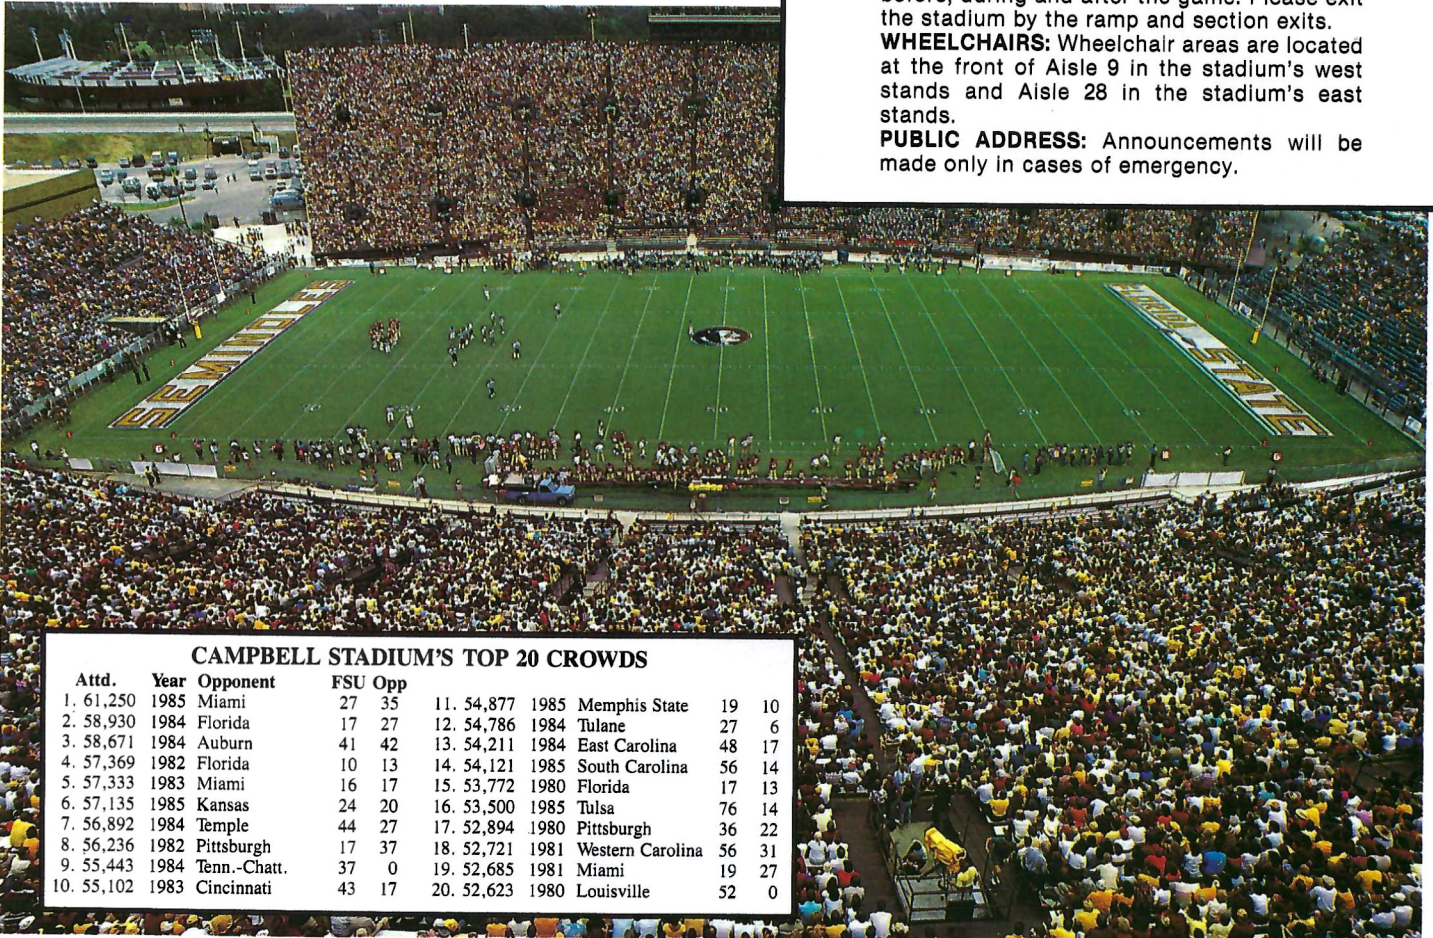 the stadium by the ramp and section exits.
WHEELCHAIRS: Wheelchair areas are located
at the front of Aisle 9 in the stadium's west
stands and Aisle 28 in the stadium's east
stands.
PUBLIC ADDRESS: Announcements will be
made only in cases of emergency.
SEMINOLES
FLORIDA STATE
CAMPBELL STADIUM'S TOP 20 CROWDS
Attd. Year Opponent FSU Opp
1. 61,250 1985 Miami 27 35
2. 58,930 1984 Florida 17 27
3. 58,671 1984 Auburn 41 42
4. 57,369 1982 Florida 10 13
5. 57,333 1983 Miami 16 17
6. 57,135 1985 Kansas 24 20
7. 56,892 1984 Temple 44 27
8. 56,236 1982 Pittsburgh 17 37
9. 55,443 1984 Tenn.-Chatt. 37 0
10. 55,102 1983 Cincinnati 43 17
11. 54,877 1985 Memphis State 19 10
12. 54,786 1984 Tulane 27 6
13. 54,211 1984 East Carolina 48 17
14. 54,121 1985 South Carolina 56 14
15. 53,772 1980 Florida 17 13
16. 53,500 1985 Tulsa 76 14
17. 52,894 1980 Pittsburgh 36 22
18. 52,721 1981 Western Carolina 56 31
19. 52,685 1981 Miami 19 27
20. 52,623 1980 Louisville 52 0